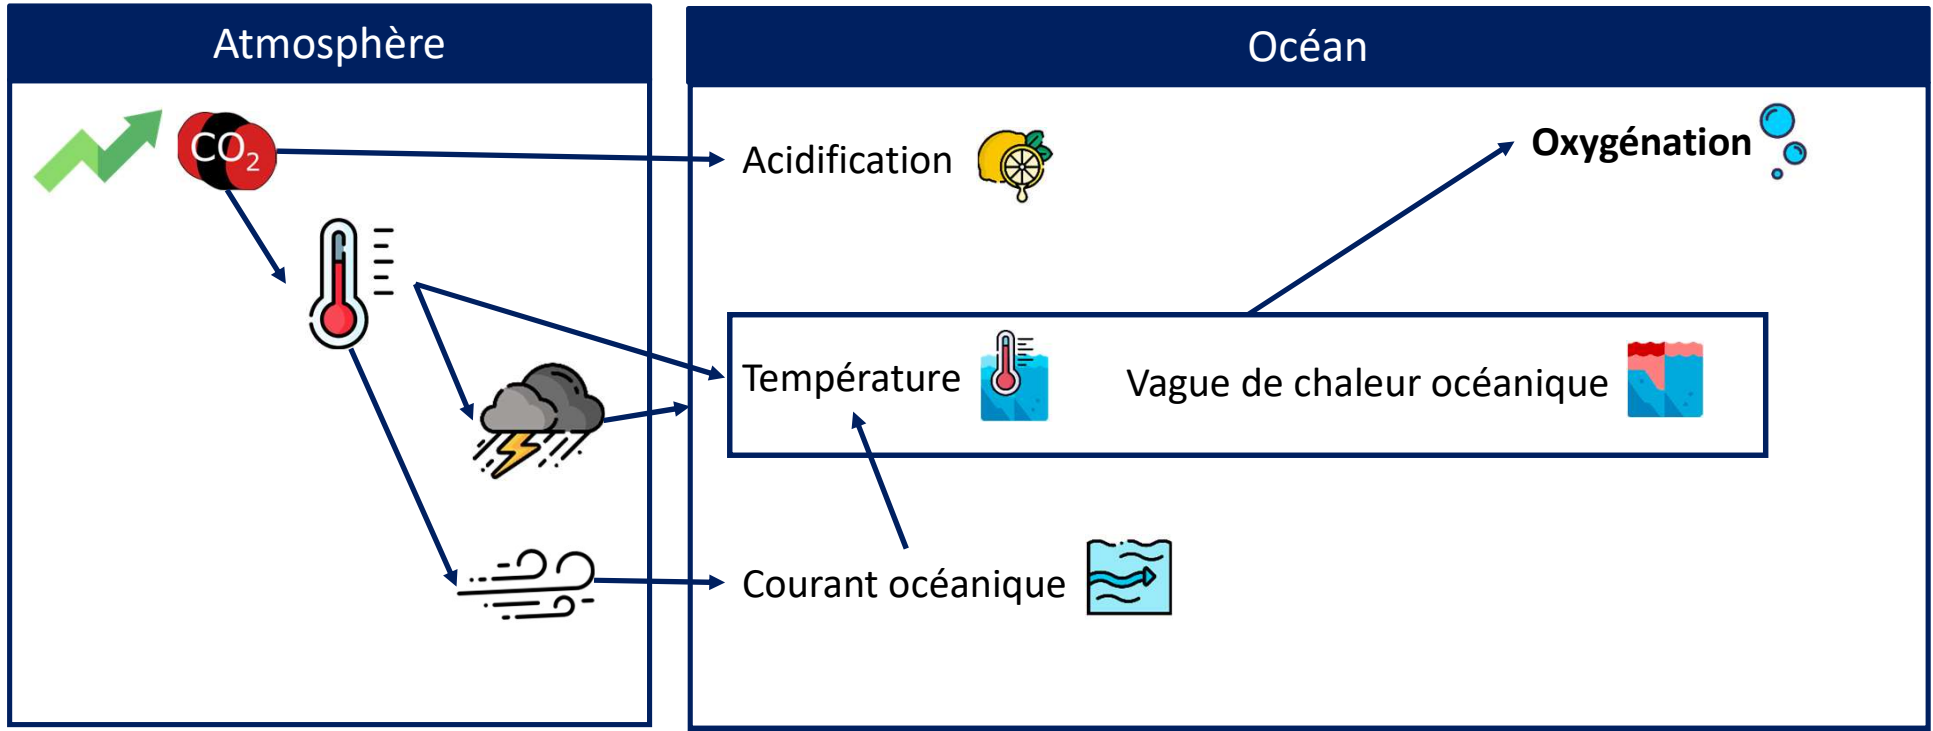 Atmosphère
Océan
CO2
Acidification
Oxygénation
Température
Vague de chaleur océanique
Courant océanique